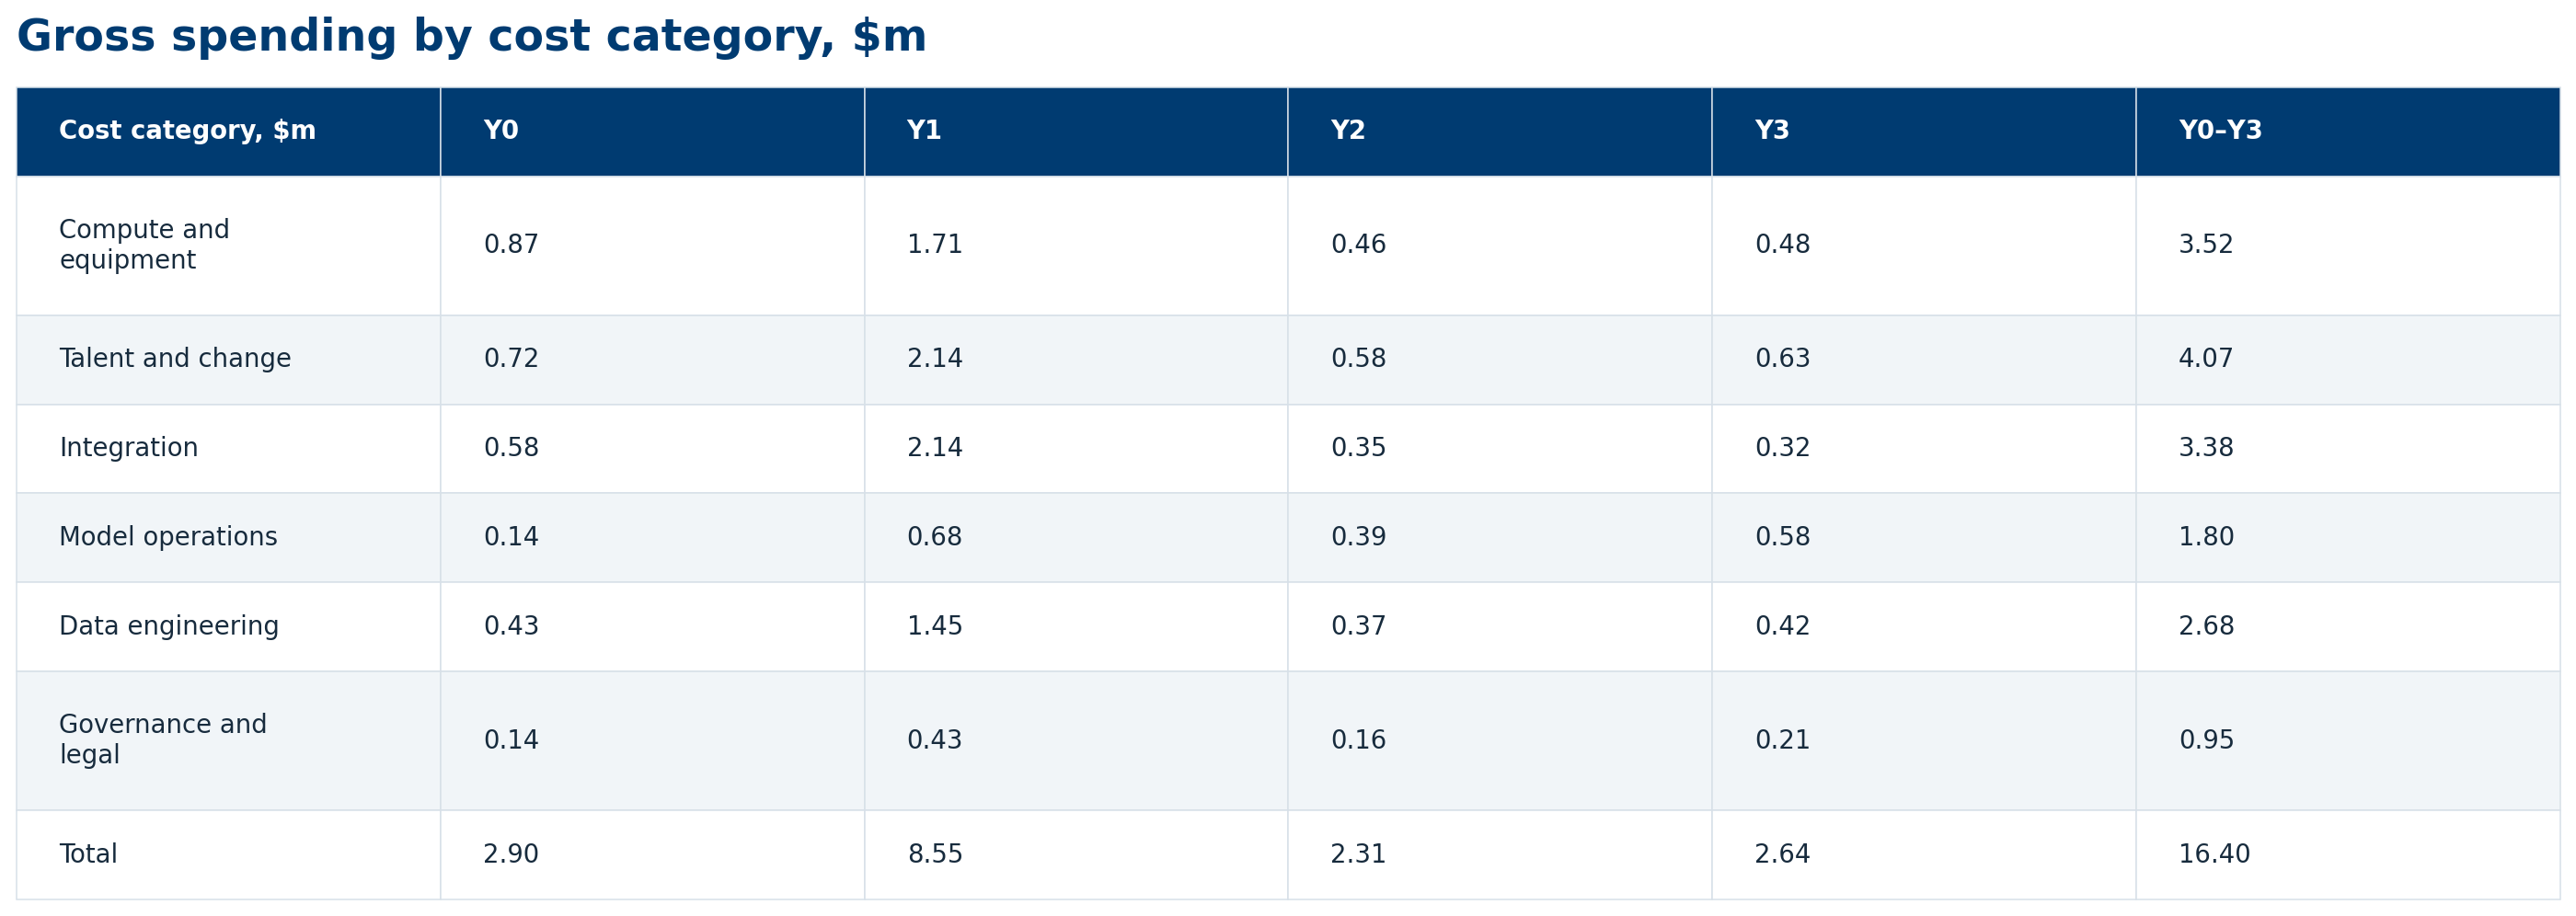 Gross spending by cost category, $m
Cost category, $m Y0 Y1 Y2 Y3 Y0–Y3
Compute and
equipment 0.87 1.71 0.46 0.48 3.52
Talent and change 0.72 2.14 0.58 0.63 4.07
Integration 0.58 2.14 0.35 0.32 3.38
Model operations 0.14 0.68 0.39 0.58 1.80
Data engineering 0.43 1.45 0.37 0.42 2.68
Governance and
legal 0.14 0.43 0.16 0.21 0.95
Total 2.90 8.55 2.31 2.64 16.40